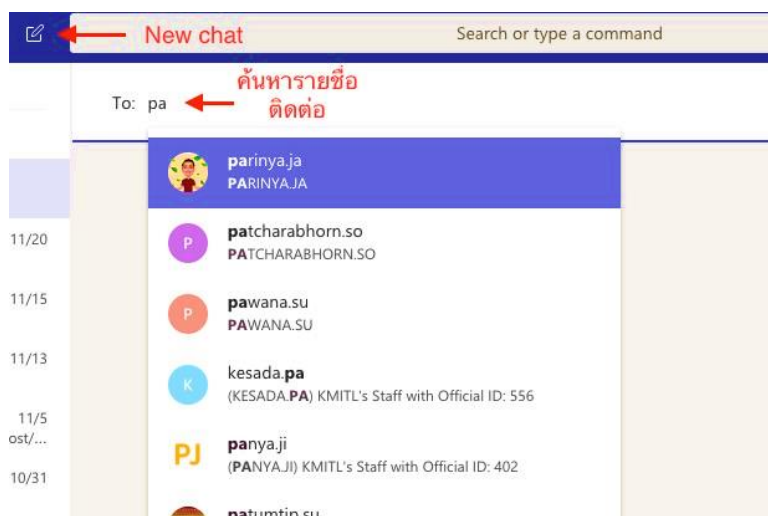 New chat
Search or type a command
ค้นหารายชื่อ
ติดต่อ
To: pa
parinya.ja
PARINYA.JA
11/20
patcharabhorn.so
P
PATCHARABHORN.SO
11/15
pawana.su
P
PAWANA.SU
11/13
kesada.pa
K
(KESADA.PA) KMITL's Staff with Official ID: 556
11/5
ost/...
panya.ji
PJ
(PANYA.JI) KMITL's Staff with Official ID: 402
10/31
patumtip.su